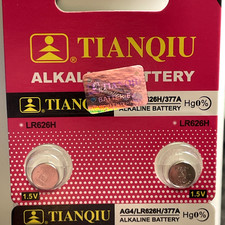 TIANQIU
ALKALINE BATTERY
TIANQIU LR626H/377A
ALKALINE BATTERY Hg0%
LR626H LR626H
1.5V 1.5V
TIANQIU AG4/LR626H/377A
ALKALINE BATTERY Hg0%